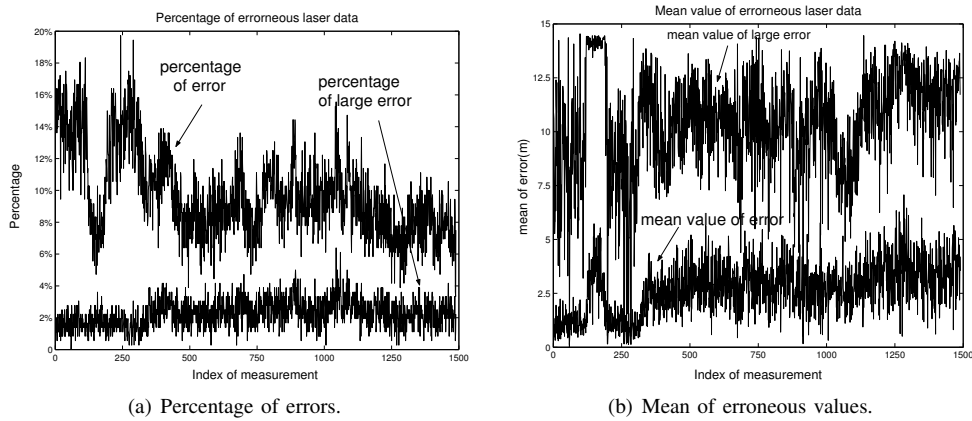 Percentage of errorneous laser data
20%
18%
16%
14%
12%
10%
8%
6%
4%
2%
0
Percentage
percentage
of error
percentage
of large error
0 250 500 750 1000 1250 1500
Index of measurement
(a) Percentage of errors.
Mean value of errorneous laser data
15
12.5
10
7.5
5
2.5
0
mean of error(m)
mean value of large error
mean value of error
0 250 500 750 1000 1250 1500
Index of measurement
(b) Mean of erroneous values.